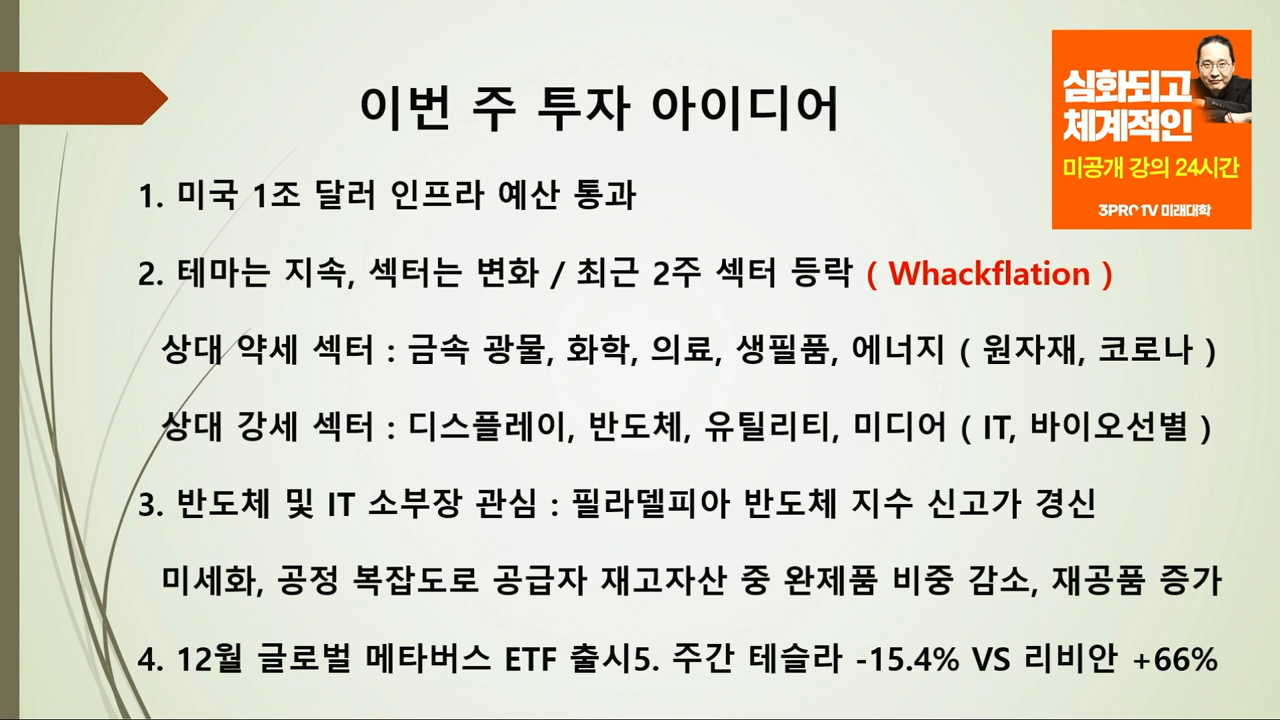 이번 주 투자 아이디어
심화되고
체계적인
미공개 강의 24시간
3PRO TV 미래대학
1. 미국 1조 달러 인프라 예산 통과
2. 테마는 지속, 섹터는 변화 / 최근 2주 섹터 등락 ( Whackflation )
상대 약세 섹터 : 금속 광물, 화학, 의료, 생필품, 에너지 ( 원자재, 코로나 )
상대 강세 섹터 : 디스플레이, 반도체, 유틸리티, 미디어 ( IT, 바이오선별 )
3. 반도체 및 IT 소부장 관심 : 필라델피아 반도체 지수 신고가 경신
미세화, 공정 복잡도로 공급자 재고자산 중 완제품 비중 감소, 재공품 증가
4. 12월 글로벌 메타버스 ETF 출시5. 주간 테슬라 -15.4% VS 리비안 +66%